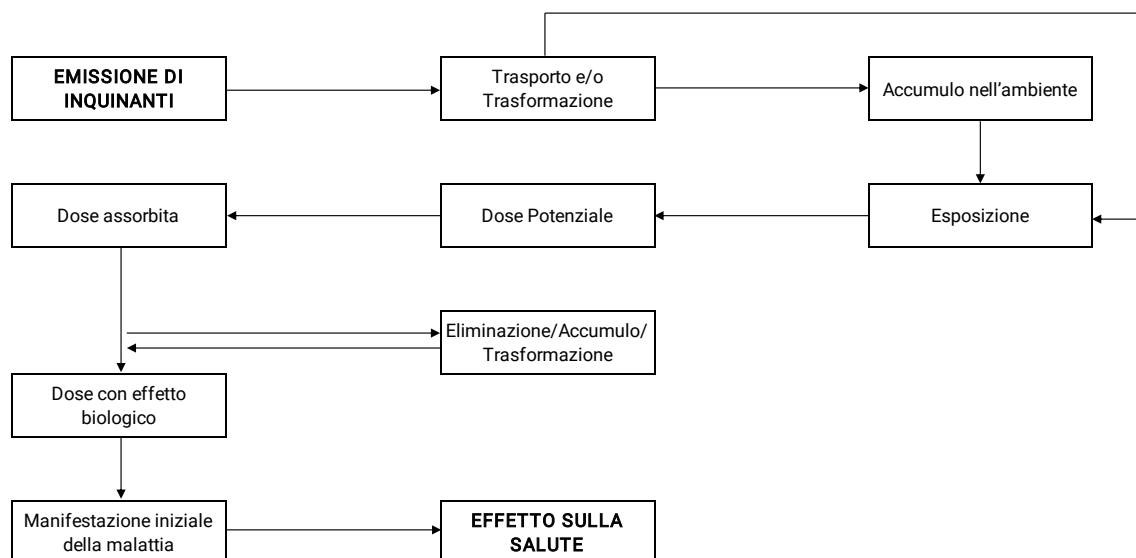 EMISSIONE DI
INQUINANTI
Trasporto e/o
Trasformazione
Accumulo nell'ambiente
Dose assorbita
Dose Potenziale
Esposizione
Eliminazione/Accumulo/
Trasformazione
Dose con effetto
biologico
Manifestazione iniziale
della malattia
EFFETTO SULLA
SALUTE